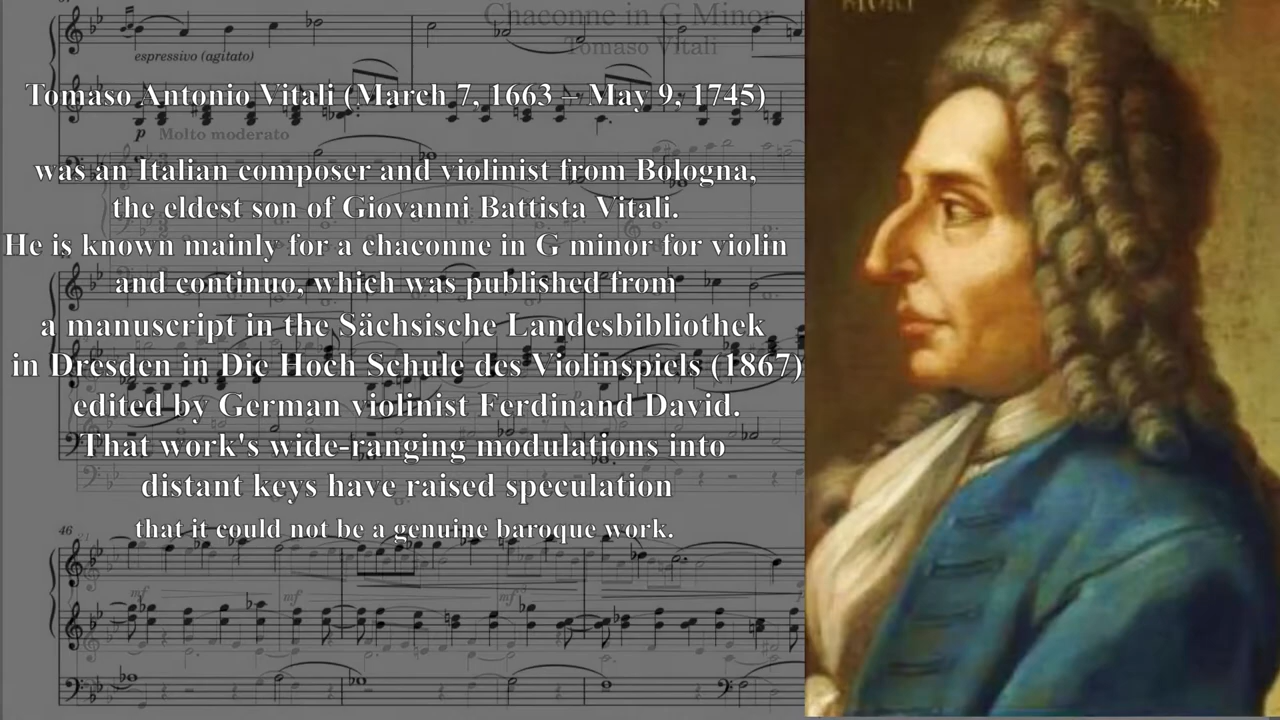 Chaconne in G Minor
Tomaso Vitali
espressivo (agitato)
Tomaso Antonio Vitali (March 7, 1663 – May 9, 1745)
p Molto moderato
was an Italian composer and violinist from Bologna,
the eldest son of Giovanni Battista Vitali.
He is known mainly for a chaconne in G minor for violin
and continuo, which was published from
a manuscript in the Sächsische Landesbibliothek
in Dresden in Die Hoch Schule des Violinspiels (1867)
edited by German violinist Ferdinand David.
That work's wide-ranging modulations into
distant keys have raised speculation
that it could not be a genuine baroque work.
46
mf mf mf